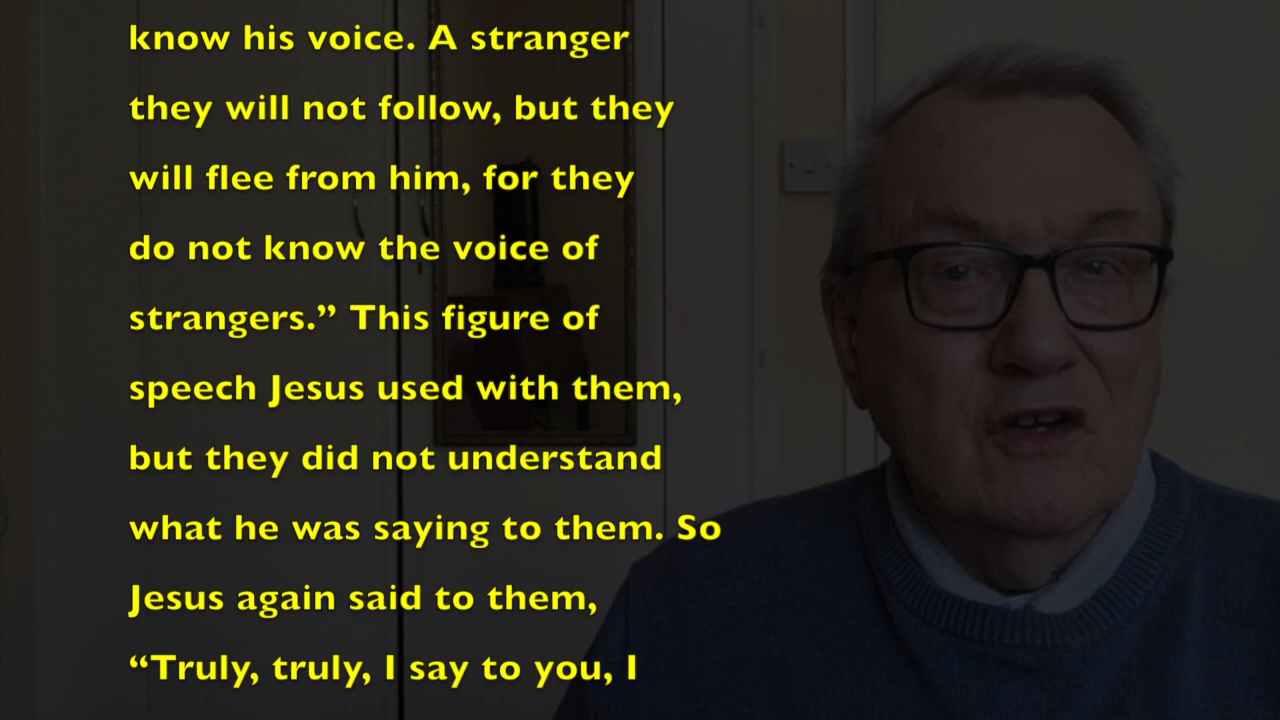 know his voice. A stranger
they will not follow, but they
will flee from him, for they
do not know the voice of
strangers.” This figure of
speech Jesus used with them,
but they did not understand
what he was saying to them. So
Jesus again said to them,
“Truly, truly, I say to you, I